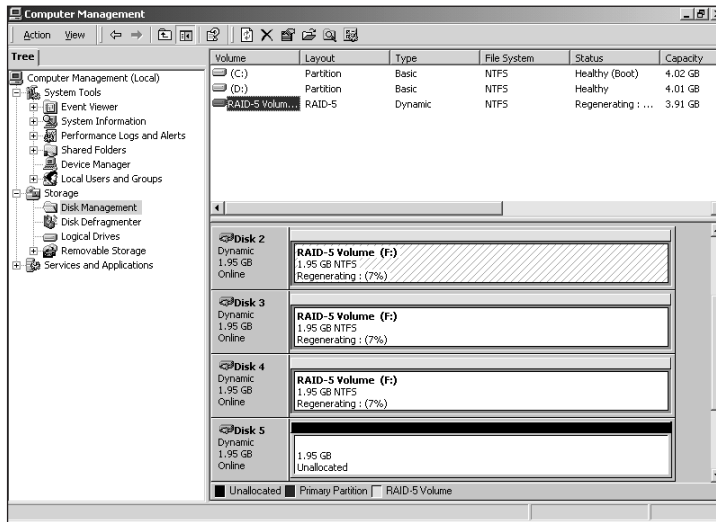 Computer Management
Action View
Tree
Computer Management (Local)
System Tools
Event Viewer
System Information
Performance Logs and Alerts
Shared Folders
Device Manager
Local Users and Groups
Storage
Disk Management
Disk Defragmenter
Logical Drives
Removable Storage
Services and Applications
Volume Layout Type File System Status Capacity
(C:) Partition Basic NTFS Healthy (Boot) 4.02 GB
(D:) Partition Basic NTFS Healthy 4.01 GB
RAID-5 Volum... RAID-5 Dynamic NTFS Regenerating : ... 3.91 GB
Disk 2
Dynamic
1.95 GB
Online
RAID-5 Volume (F:)
1.95 GB NTFS
Regenerating : (7%)
Disk 3
Dynamic
1.95 GB
Online
RAID-5 Volume (F:)
1.95 GB NTFS
Regenerating : (7%)
Disk 4
Dynamic
1.95 GB
Online
RAID-5 Volume (F:)
1.95 GB NTFS
Regenerating : (7%)
Disk 5
Dynamic
1.95 GB
Online
1.95 GB
Unallocated
Unallocated Primary Partition RAID-5 Volume